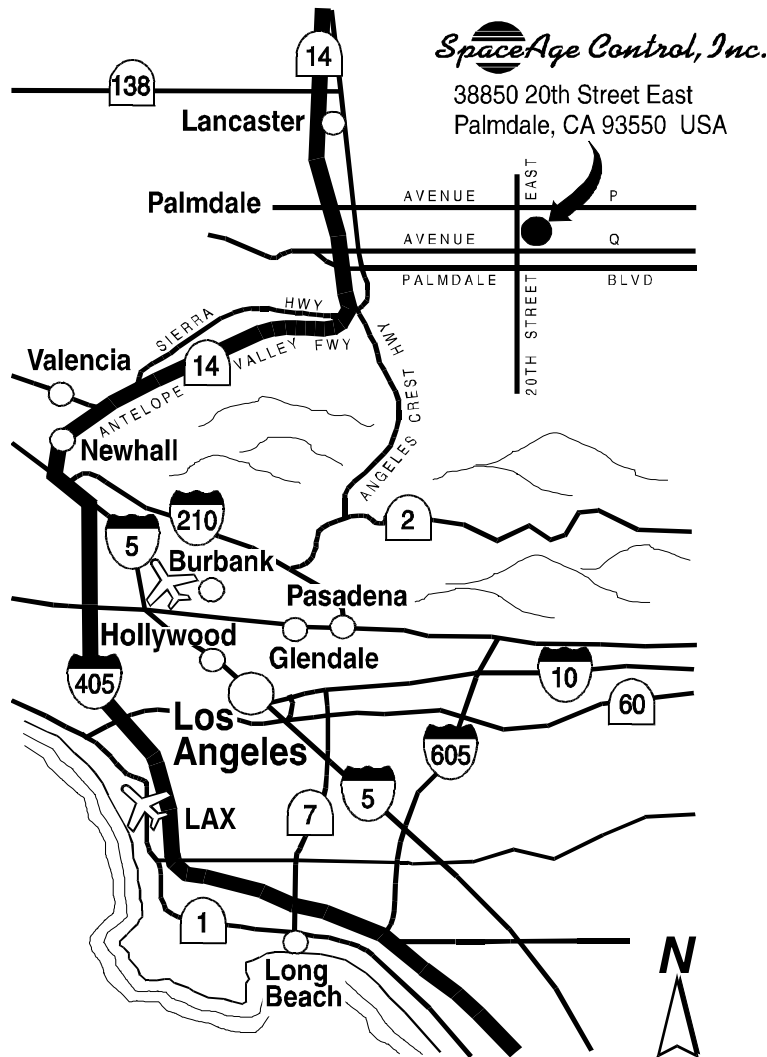 SpaceAge Control, Inc.
38850 20th Street East
Palmdale, CA 93550 USA
14
138
Lancaster
EAST
Palmdale
AVENUE P
AVENUE Q
PALMDALE BLVD
20TH STREET
SIERRA HWY
14
ANTELOPE VALLEY FWY
ANGELES CREST HWY
Valencia
Newhall
210
2
5
Burbank
Pasadena
Hollywood
Glendale
405
10
60
Los
Angeles
605
5
7
LAX
1
Long
Beach
N